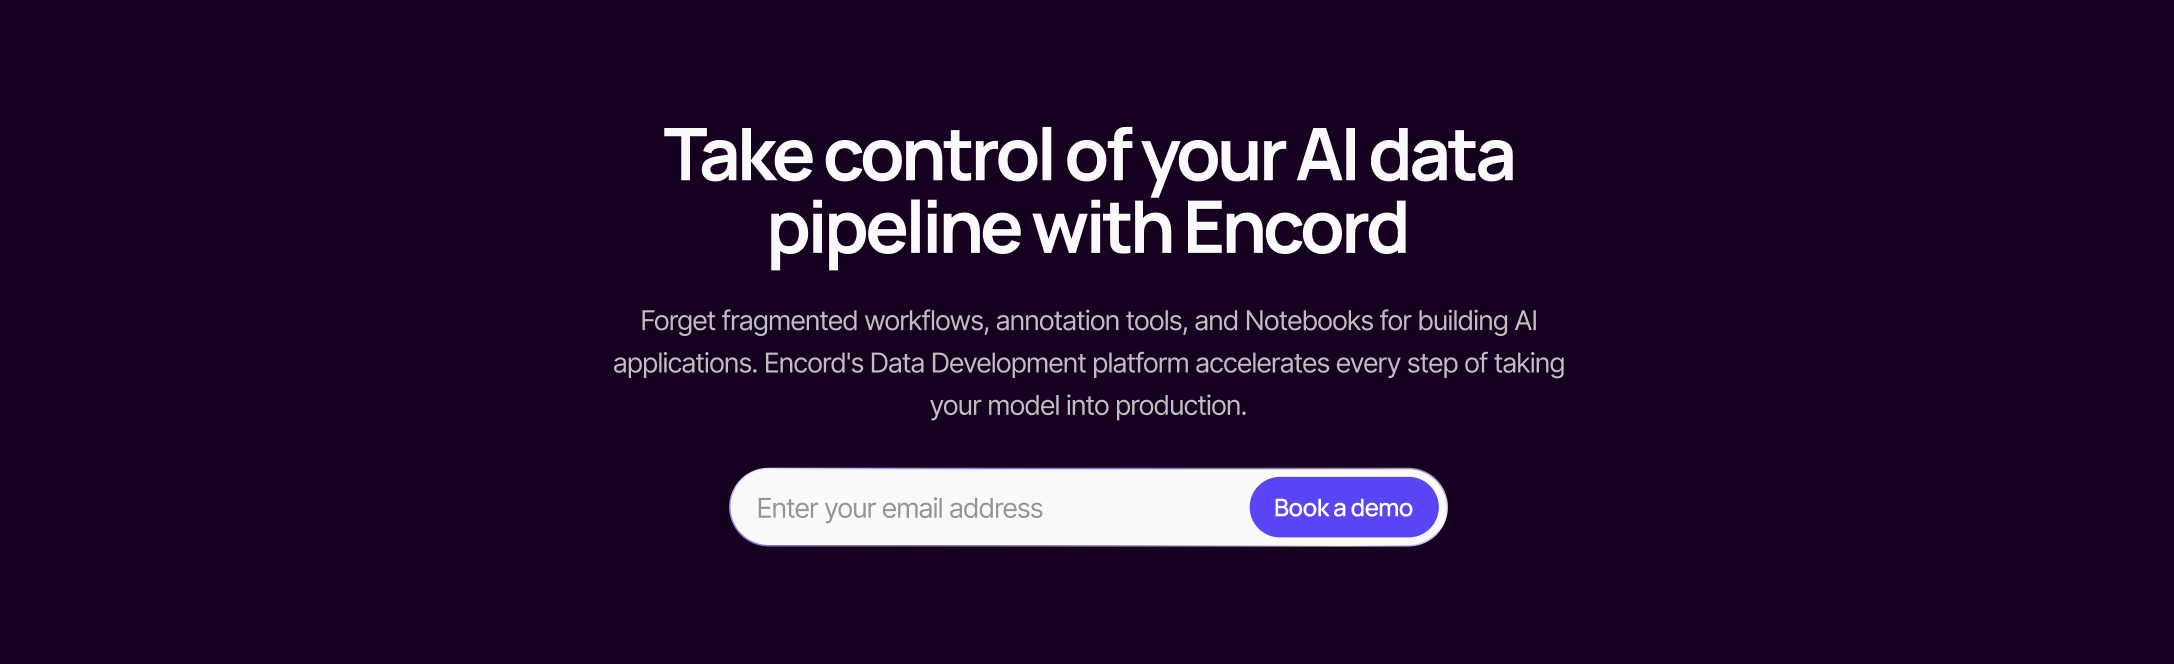 Take control of your AI data
pipeline with Encord
Forget fragmented workflows, annotation tools, and Notebooks for building AI
applications. Encord's Data Development platform accelerates every step of taking
your model into production.
Enter your email address
Book a demo